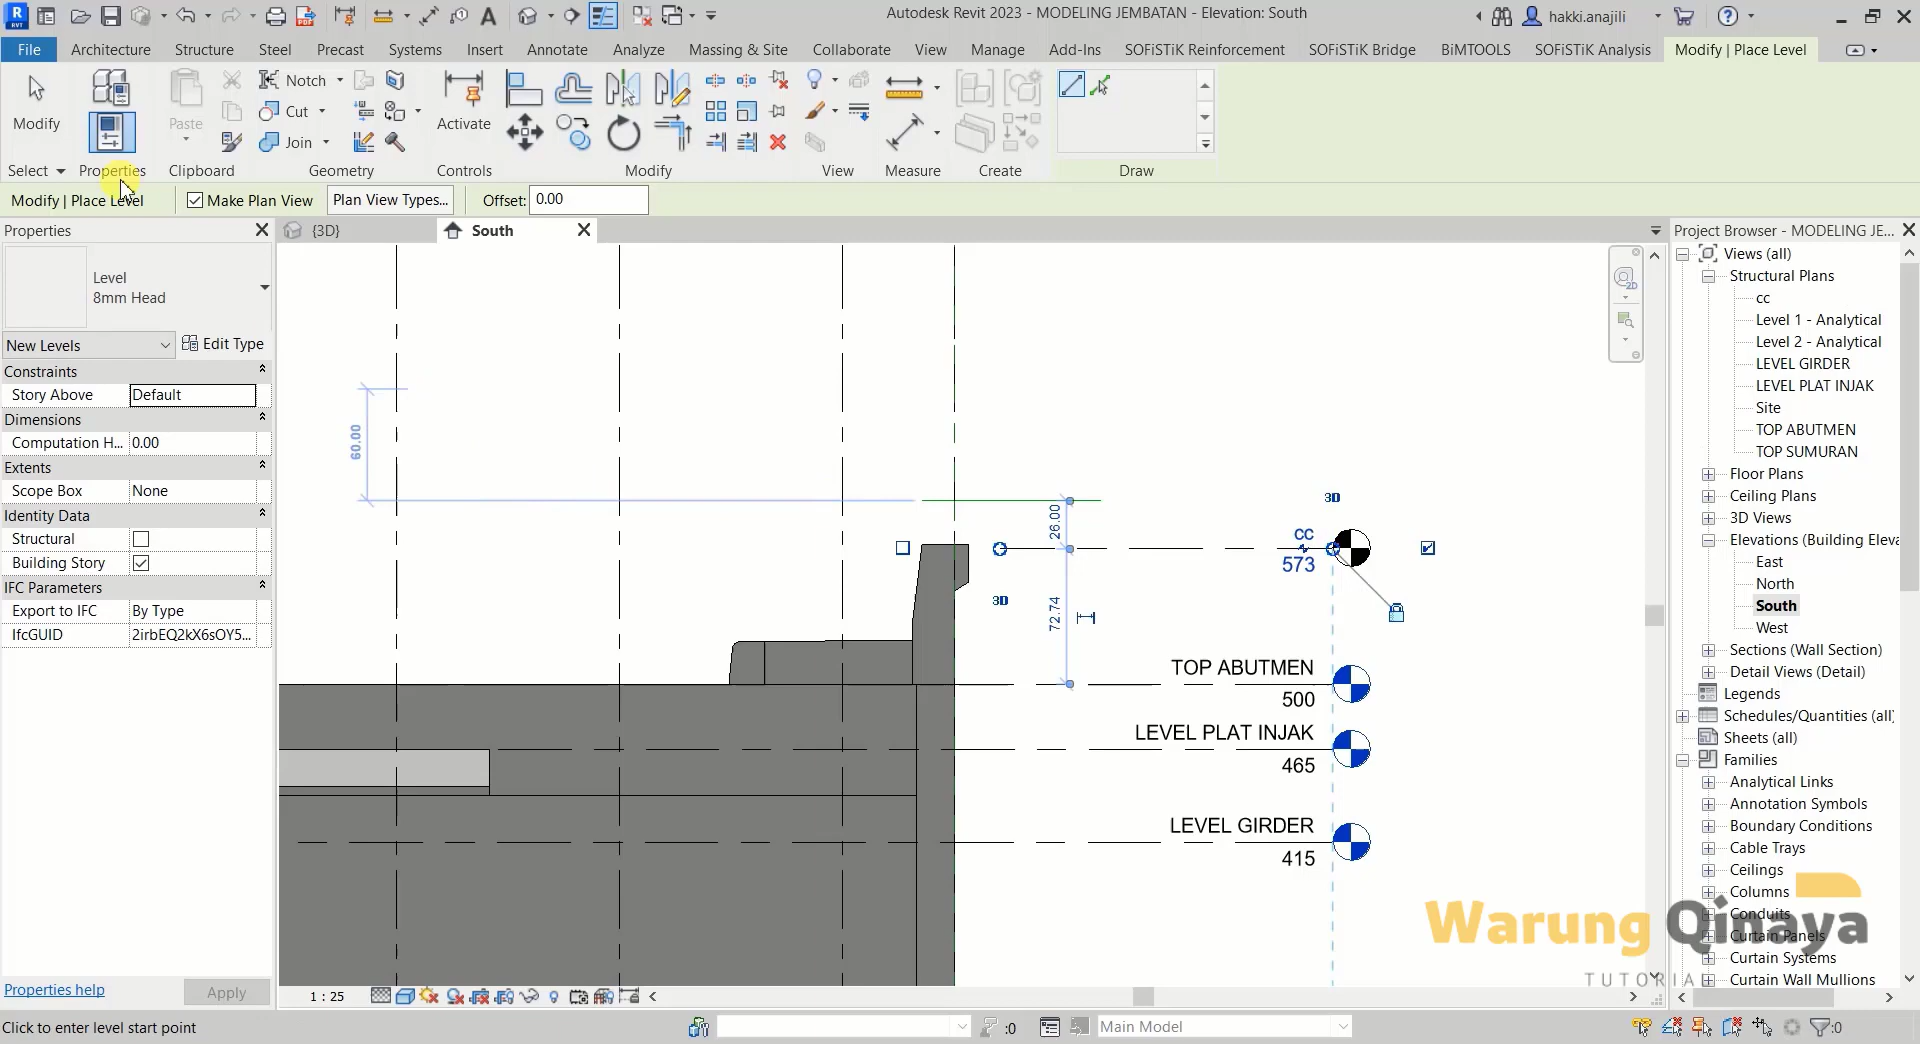 Autodesk Revit 2023 - MODELING JEMBATAN - Elevation: South
hakki.anajili
File Architecture Structure Steel Precast Systems Insert Annotate Analyze Massing & Site Collaborate View Manage Add-Ins SOFiSTiK Reinforcement SOFiSTiK Bridge BiMTOOLS SOFiSTiK Analysis Modify | Place Level
Modify
Paste
Notch
Cut
Join
Activate
Select Properties Clipboard Geometry Controls Modify View Measure Create Draw
Modify | Place Level Make Plan View Plan View Types... Offset: 0.00
Properties
{3D}
South
Level
8mm Head
New Levels Edit Type
Constraints
Story Above Default
Dimensions
Computation H... 0.00
Extents
Scope Box None
Identity Data
Structural
Building Story
IFC Parameters
Export to IFC By Type
IfcGUID 2irbEQ2kX6sOY5...
Properties help Apply
60.00
26.00
72.74
3D
3D
CC
573
TOP ABUTMEN
500
LEVEL PLAT INJAK
465
LEVEL GIRDER
415
1 : 25
Project Browser - MODELING JE...
Views (all)
Structural Plans
cc
Level 1 - Analytical
Level 2 - Analytical
LEVEL GIRDER
LEVEL PLAT INJAK
Site
TOP ABUTMEN
TOP SUMURAN
Floor Plans
Ceiling Plans
3D Views
Elevations (Building Eleva
East
North
South
West
Sections (Wall Section)
Detail Views (Detail)
Legends
Schedules/Quantities (all)
Sheets (all)
Families
Analytical Links
Annotation Symbols
Boundary Conditions
Cable Trays
Ceilings
Columns
Conduits
Curtain Panels
Curtain Systems
Curtain Wall Mullions
Warung Qinaya
TUTORIAL
Click to enter level start point
:0
Main Model
:0